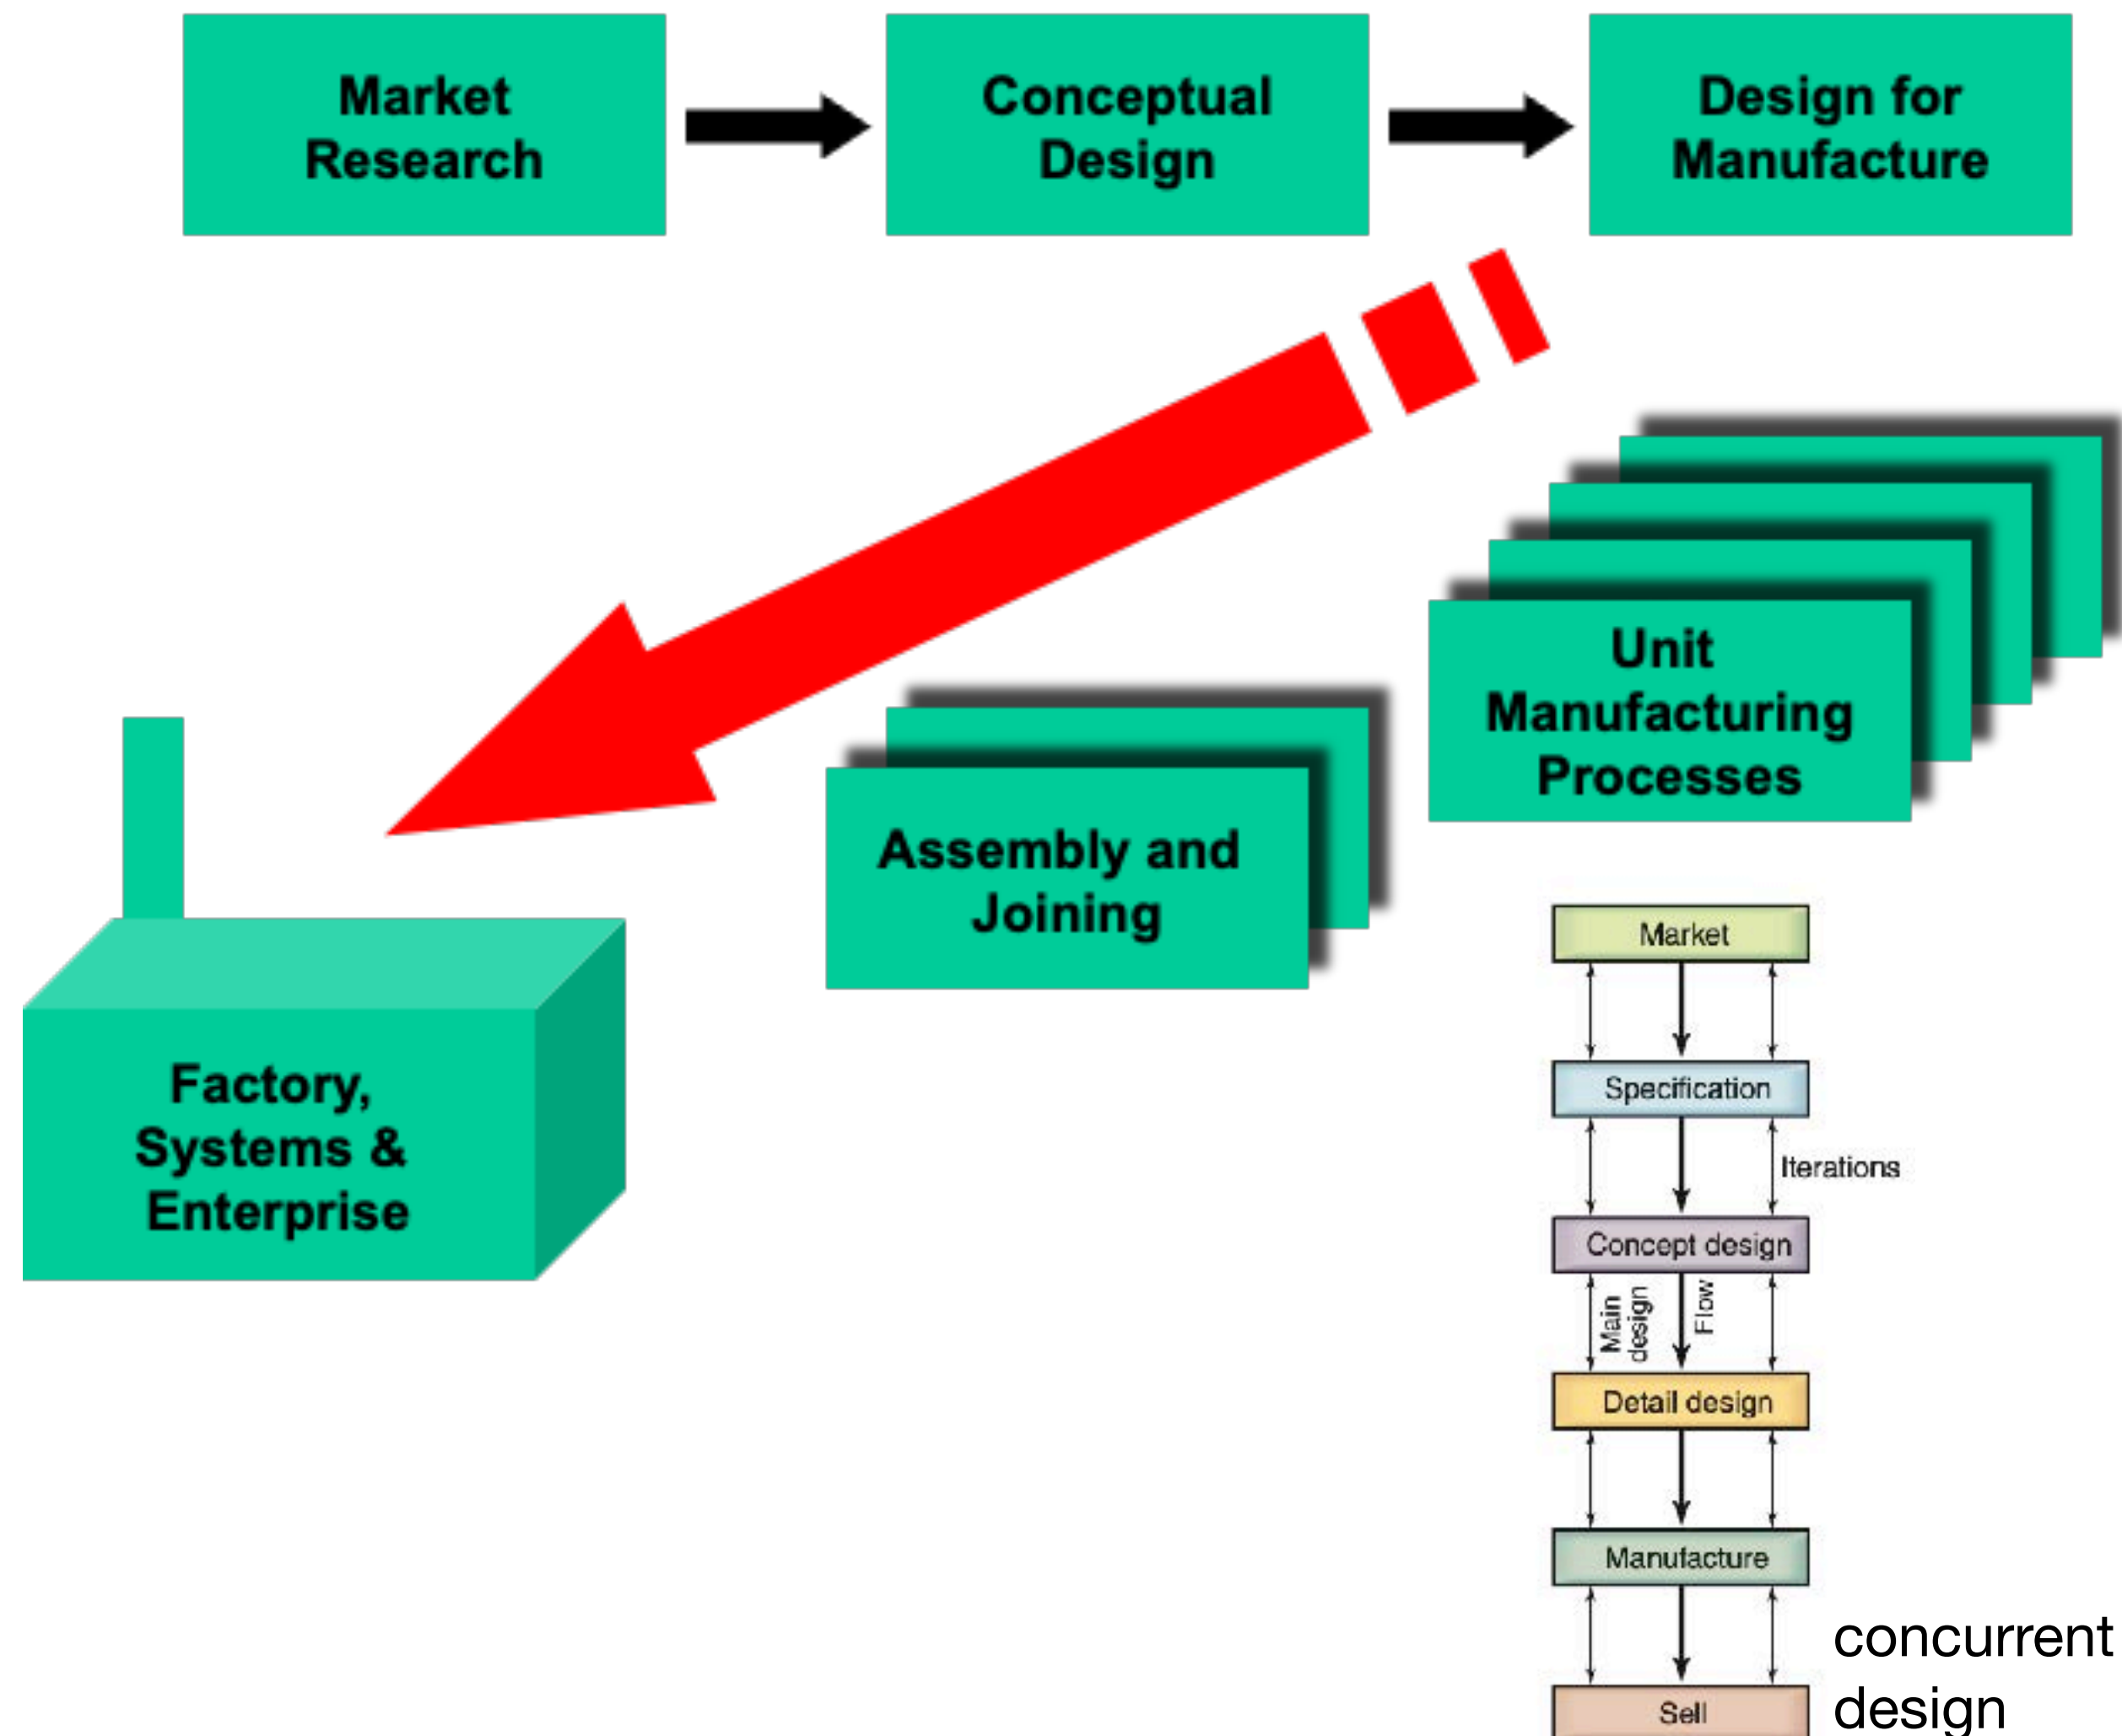 Market
Research
Conceptual
Design
Design for
Manufacture
Unit
Manufacturing
Processes
Assembly and
Joining
Factory,
Systems &
Enterprise
Market
Specification
Iterations
Concept design
Main
design
Flow
Detail design
Manufacture
Sell
concurrent
design